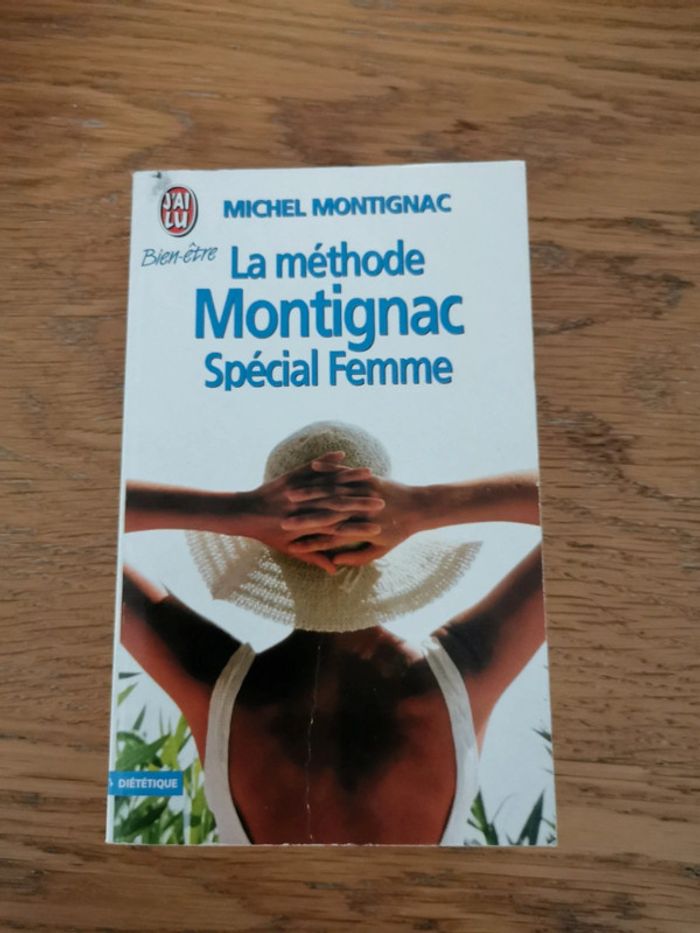 J'AI
LU
MICHEL MONTIGNAC
Bien-être
La méthode
Montignac
Spécial Femme
DIÉTÉTIQUE